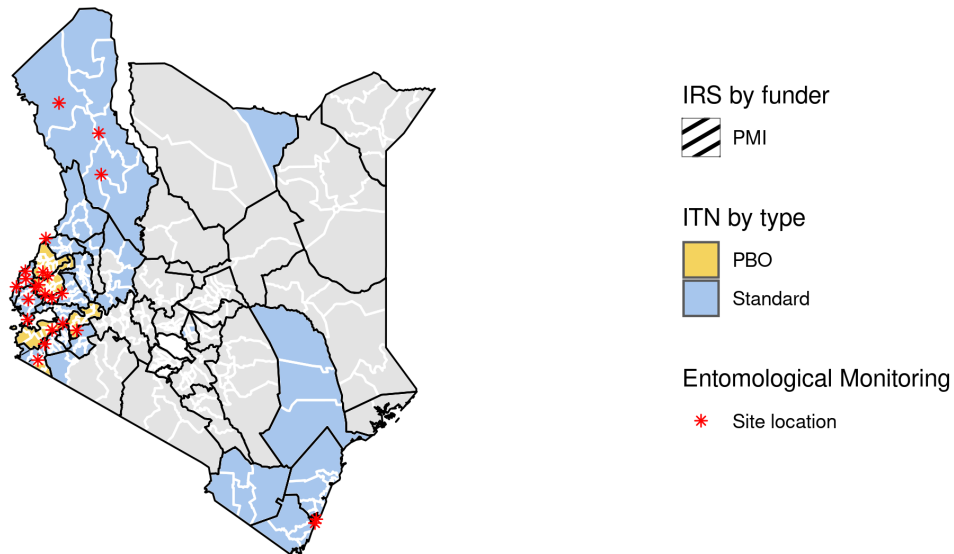 IRS by funder
PMI
ITN by type
PBO
Standard
Entomological Monitoring
Site location